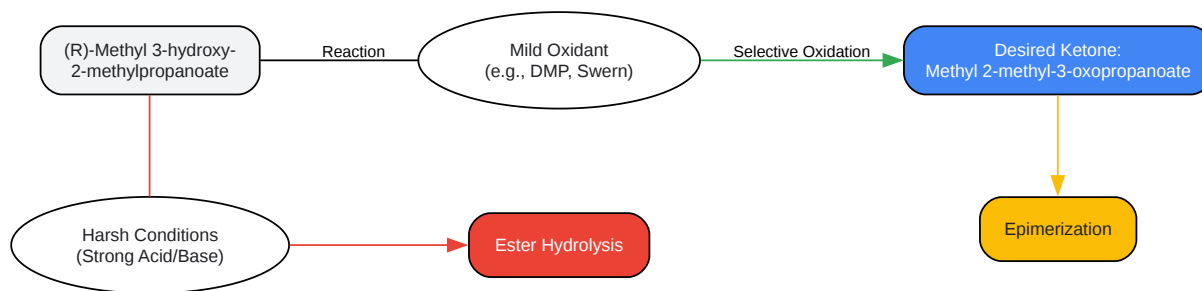 (R)-Methyl 3-hydroxy-
2-methylpropanoate
Reaction
Mild Oxidant
(e.g., DMP, Swern)
Selective Oxidation
Desired Ketone:
Methyl 2-methyl-3-oxopropanoate
Harsh Conditions
(Strong Acid/Base)
Ester Hydrolysis
Epimerization